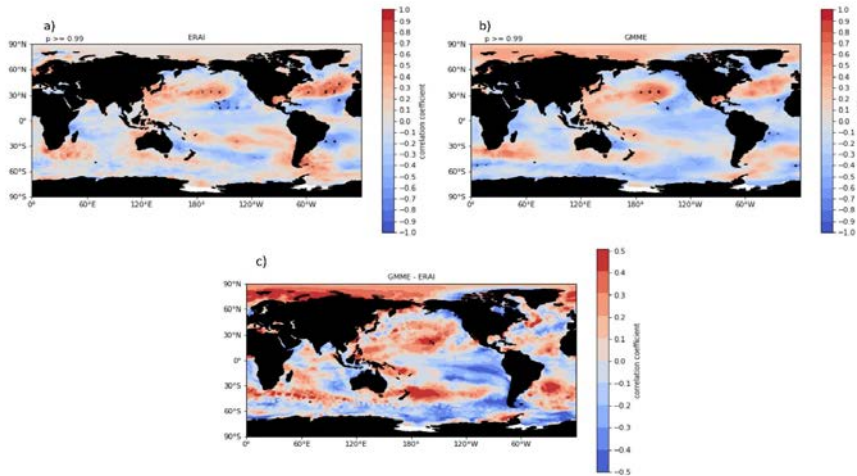 a)
p >= 0.99
ERAI
90°N
60°N
30°N
0°
30°S
60°S
90°S
0°
60°E
120°E
180°
120°W
60°W
1.0
0.9
0.8
0.7
0.6
0.5
0.4
0.3
0.2
0.1
0.0
−0.1
−0.2
−0.3
−0.4
−0.5
−0.6
−0.7
−0.8
−0.9
−1.0
correlation coefficient
b)
p >= 0.99
GMME
90°N
60°N
30°N
0°
30°S
60°S
90°S
0°
60°E
120°E
180°
120°W
60°W
1.0
0.9
0.8
0.7
0.6
0.5
0.4
0.3
0.2
0.1
0.0
−0.1
−0.2
−0.3
−0.4
−0.5
−0.6
−0.7
−0.8
−0.9
−1.0
c)
GMME - ERAI
90°N
60°N
30°N
0°
30°S
60°S
90°S
0°
60°E
120°E
180°
120°W
60°W
0.5
0.4
0.3
0.2
0.1
0.0
−0.1
−0.2
−0.3
−0.4
−0.5
correlation coefficient